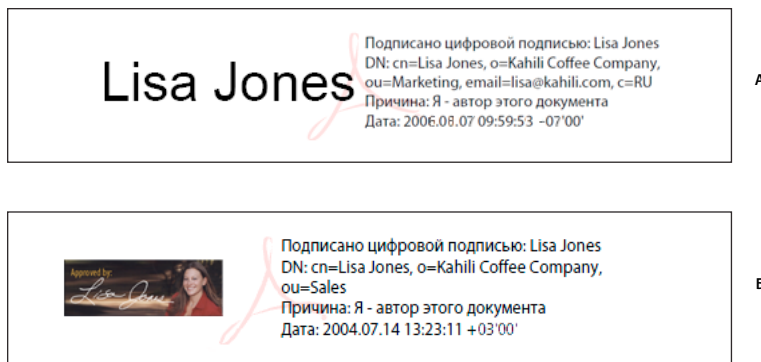 Lisa Jones
Подписано цифровой подписью: Lisa Jones
DN: cn=Lisa Jones, o=Kahili Coffee Company,
ou=Marketing, email=lisa@kahili.com, c=RU
Причина: Я - автор этого документа
Дата: 2006.08.07 09:59:53 -07'00'
Approved by:
Lisa Jones
Подписано цифровой подписью: Lisa Jones
DN: cn=Lisa Jones, o=Kahili Coffee Company,
ou=Sales
Причина: Я - автор этого документа
Дата: 2004.07.14 13:23:11 +03'00'